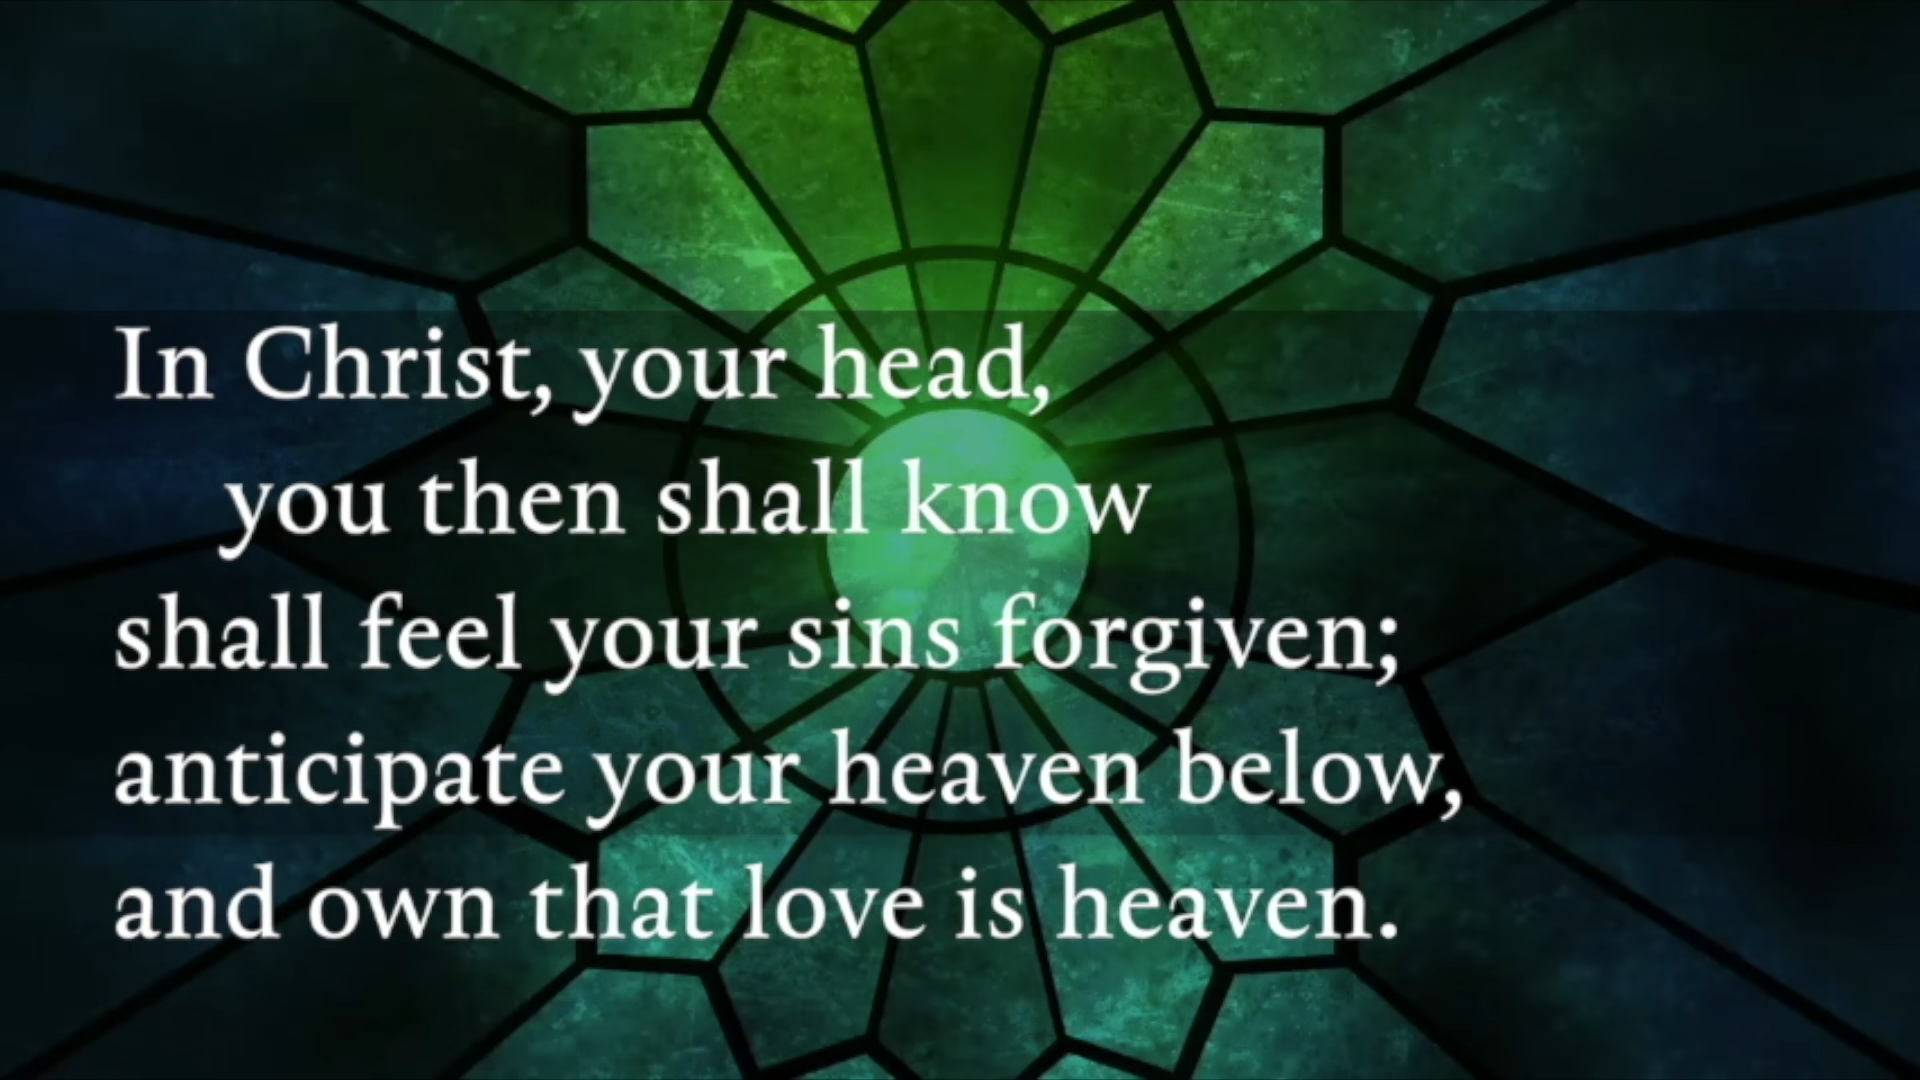 In Christ, your head,
you then shall know
shall feel your sins forgiven;
anticipate your heaven below,
and own that love is heaven.